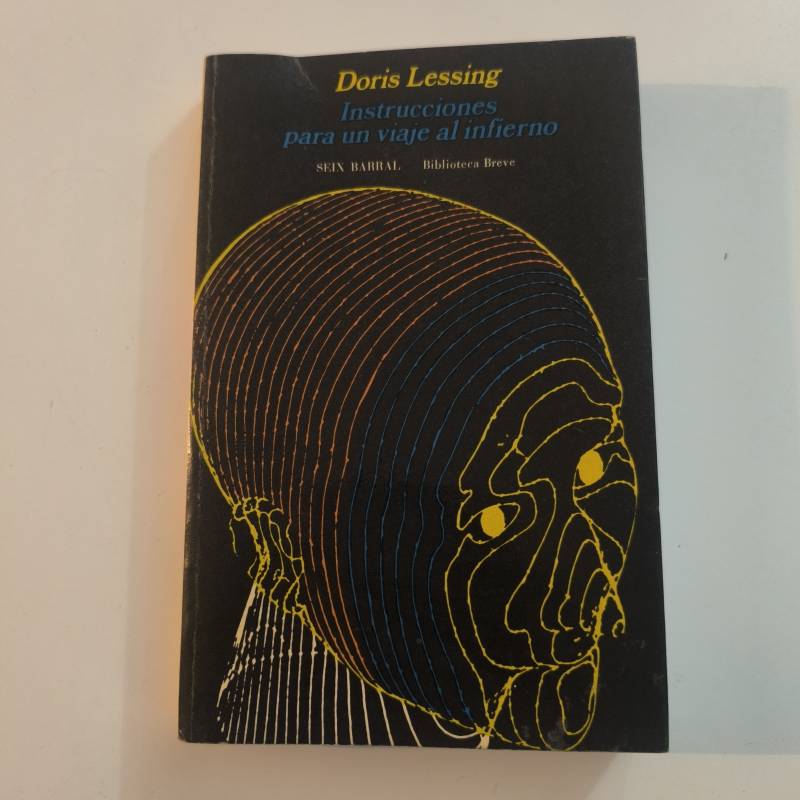 Doris Lessing
Instrucciones
para un viaje al infierno
SEIX BARRAL Biblioteca Breve